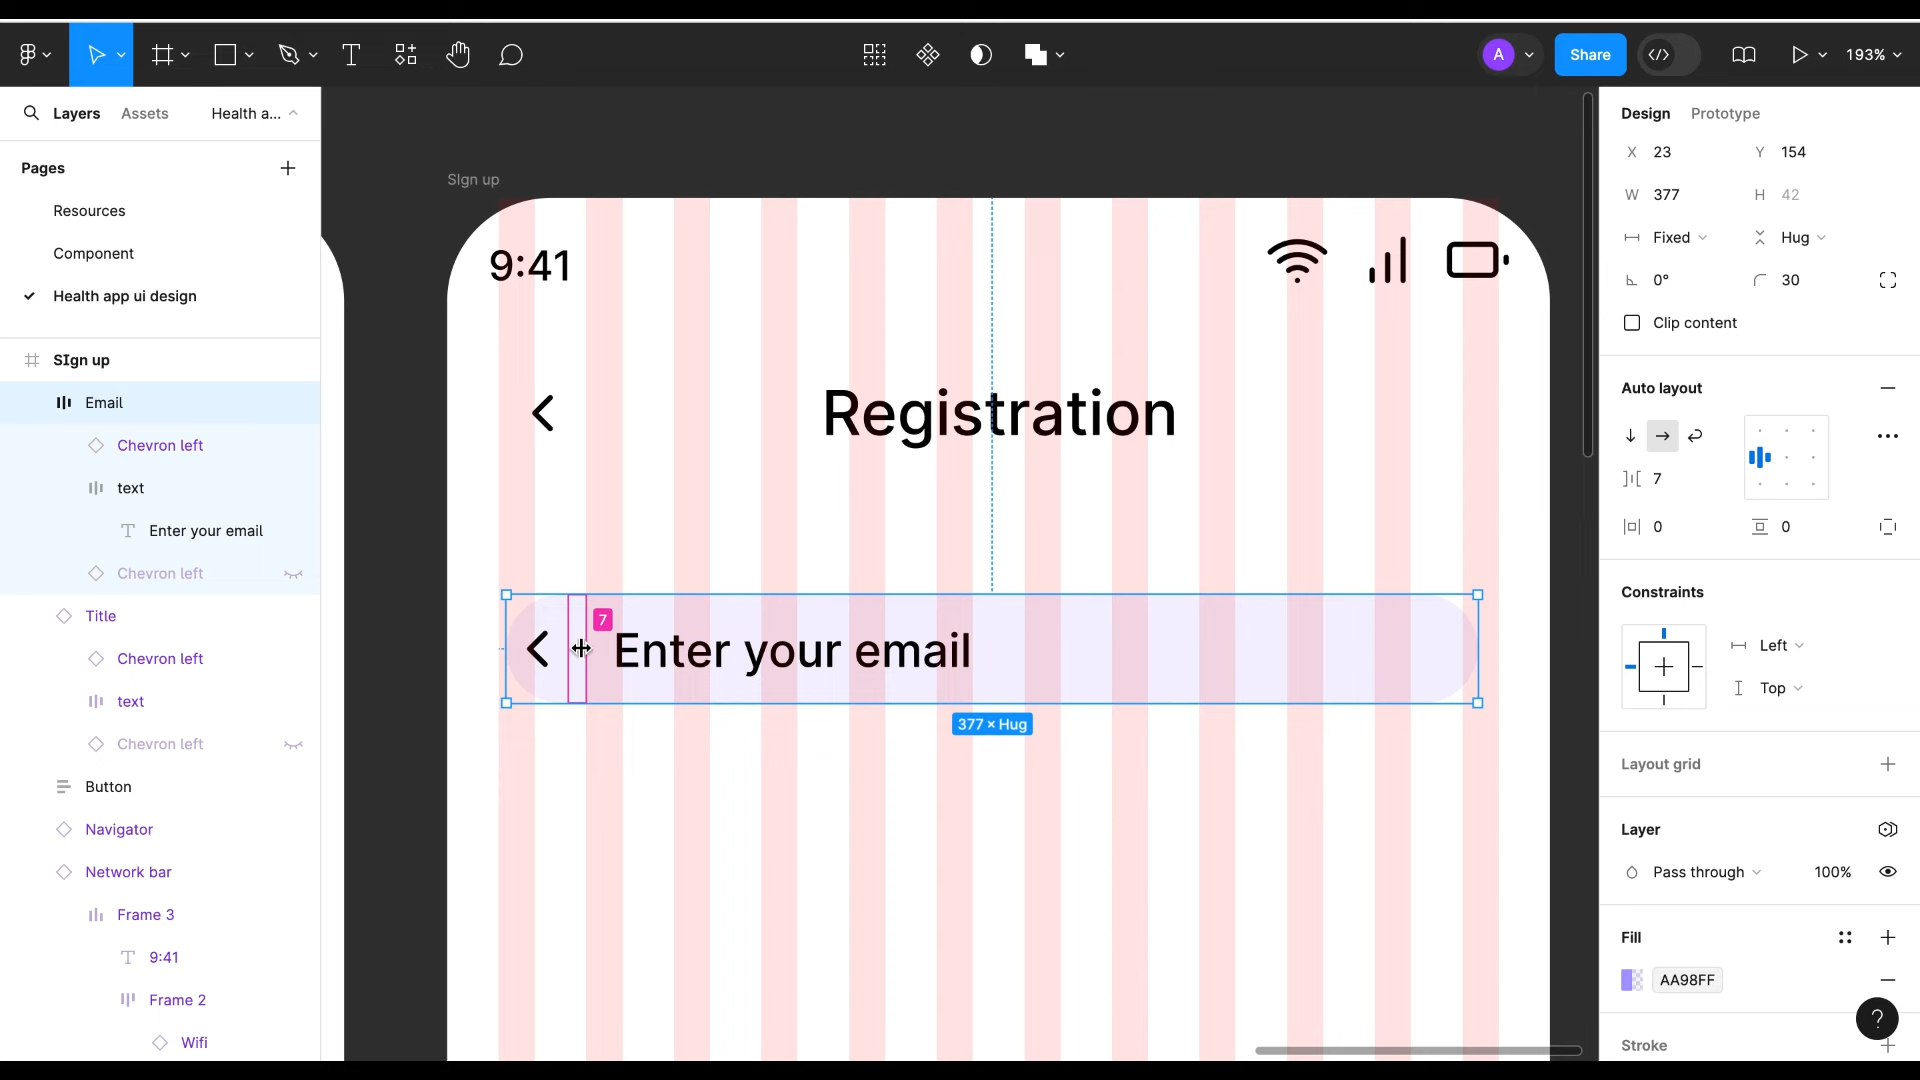 A
Share
193%
Layers
Assets
Health a...
Pages
Resources
Component
Health app ui design
SIgn up
Email
Chevron left
text
Enter your email
Chevron left
Title
Chevron left
text
Chevron left
Button
Navigator
Network bar
Frame 3
9:41
Frame 2
Wifi
SIgn up
9:41
Registration
7
Enter your email
377 × Hug
Design
Prototype
X 23
Y 154
W 377
H 42
Fixed
Hug
0°
30
Clip content
Auto layout
7
0
0
Constraints
Left
Top
Layout grid
Layer
Pass through
100%
Fill
AA98FF
?
Stroke